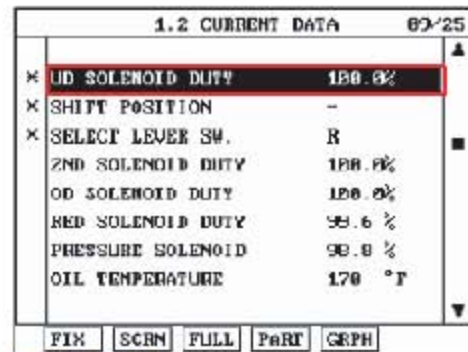 1.2 CURRENT DATA 09/25
× UD SOLENOID DUTY 100.0%
× SHIFT POSITION -
× SELECT LEVER SW. R
2ND SOLENOID DUTY 100.0%
OD SOLENOID DUTY 100.0%
RED SOLENOID DUTY 99.6 %
PRESSURE SOLENOID 98.8 %
OIL TEMPERATURE 170 °F
FIX SCRN FULL PART GRPH